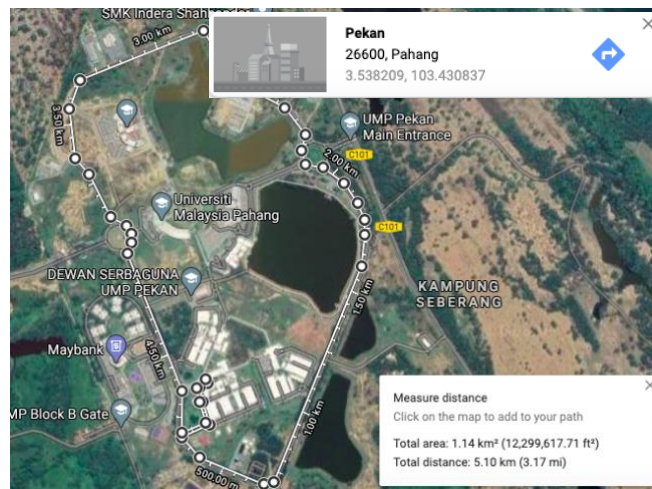 SMK Indera Shahbandar
3.00 km
Pekan
26600, Pahang
3.538209, 103.430837
3.50 km
UMP Pekan
Main Entrance
C101
2.00 km
Universiti
Malaysia Pahang
C101
DEWAN SERBAGUNA
UMP PEKAN
KAMPUNG
SEBERANG
1.50 km
Maybank
4.50 km
MP Block B Gate
1.00 km
500.00 m
Measure distance
Click on the map to add to your path
Total area: 1.14 km² (12,299,617.71 ft²)
Total distance: 5.10 km (3.17 mi)